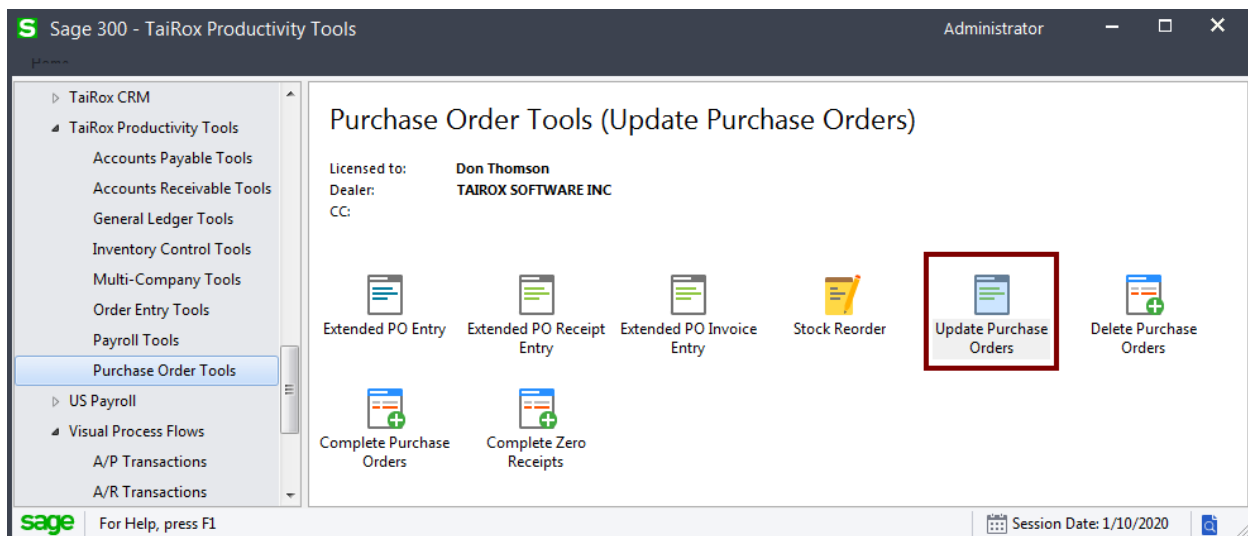 S Sage 300 - TaiRox Productivity Tools
Administrator
TaiRox CRM
TaiRox Productivity Tools
Accounts Payable Tools
Accounts Receivable Tools
General Ledger Tools
Inventory Control Tools
Multi-Company Tools
Order Entry Tools
Payroll Tools
Purchase Order Tools
US Payroll
Visual Process Flows
A/P Transactions
A/R Transactions
Purchase Order Tools (Update Purchase Orders)
Licensed to: Don Thomson
Dealer: TAIROX SOFTWARE INC
CC:
Extended PO Entry
Extended PO Receipt
Entry
Extended PO Invoice
Entry
Stock Reorder
Update Purchase
Orders
Delete Purchase
Orders
Complete Purchase
Orders
Complete Zero
Receipts
sage
For Help, press F1
Session Date: 1/10/2020